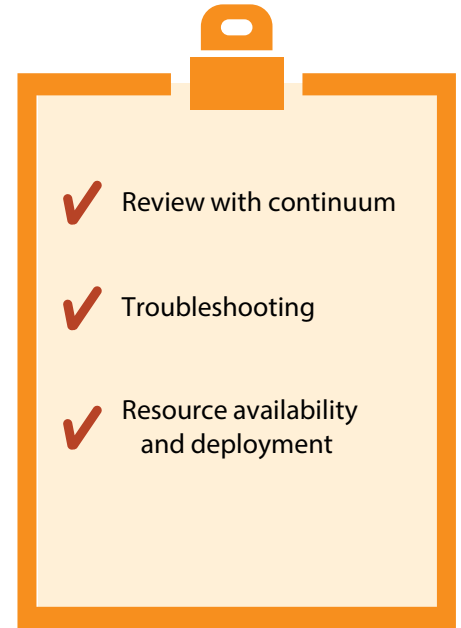 Review with continuum
Troubleshooting
Resource availability
and deployment